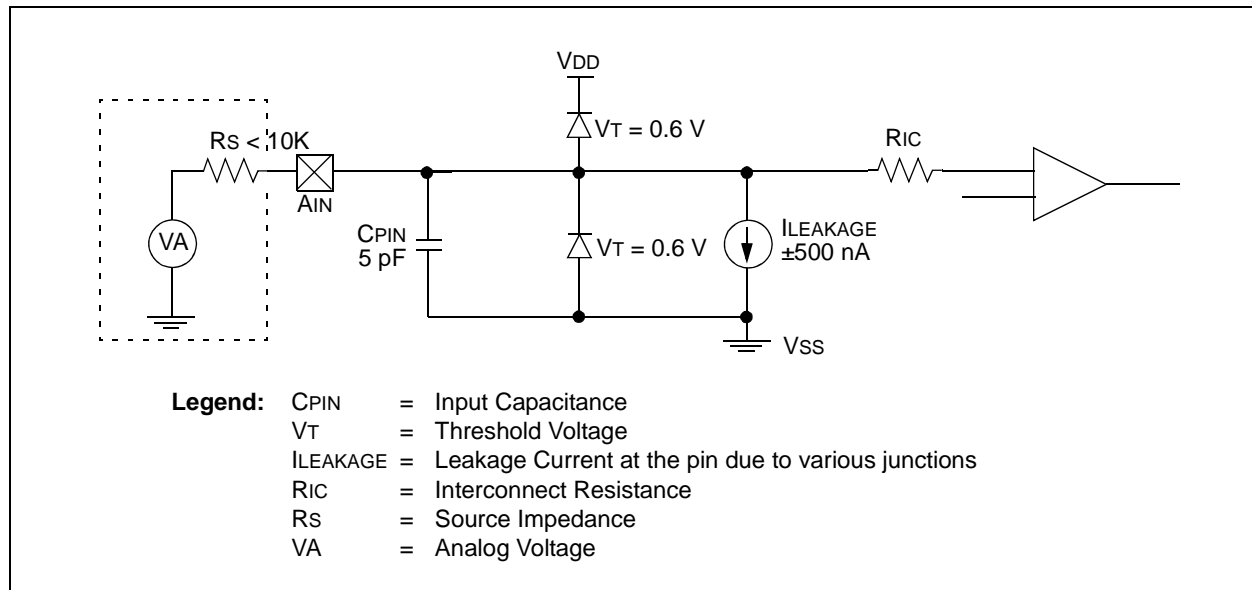 VDD
VT = 0.6 V
RS < 10K
RIC
AIN
VA
CPIN
5 pF
VT = 0.6 V
ILEAKAGE
±500 nA
VSS
Legend: CPIN = Input Capacitance
VT = Threshold Voltage
ILEAKAGE = Leakage Current at the pin due to various junctions
RIC = Interconnect Resistance
RS = Source Impedance
VA = Analog Voltage